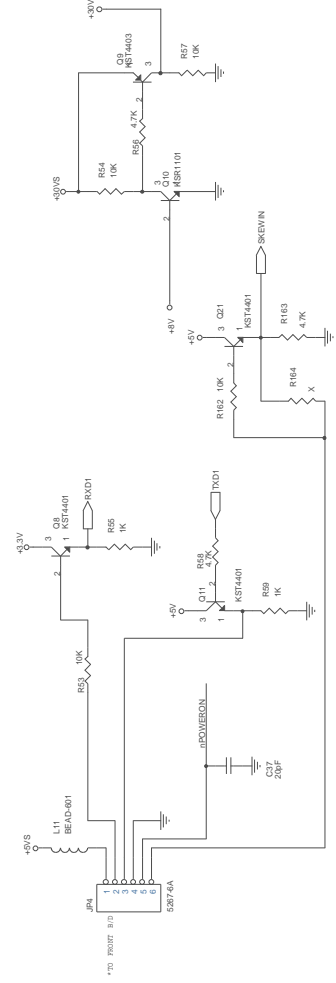 +30V
Q9
KST4403
3
2
R57
10K
+30VS
R54
10K
4.7K
R56
3
Q10
KSR1101
2
+8V
+5V
Q21
3
1
KST4401
2
SKEWIN
R162
10K
R163
4.7K
R164
X
+3.3V
Q8
KST4401
3
1
2
RXD1
R55
1K
10K
R53
TXD1
R58
4.7K
+5V
Q11
3
2
1
KST4401
R59
1K
nPOWERON
C37
20pF
+5VS
L11
BEAD-601
JP4
1
2
3
4
5
6
5267-6A
'TO FRONT B/D